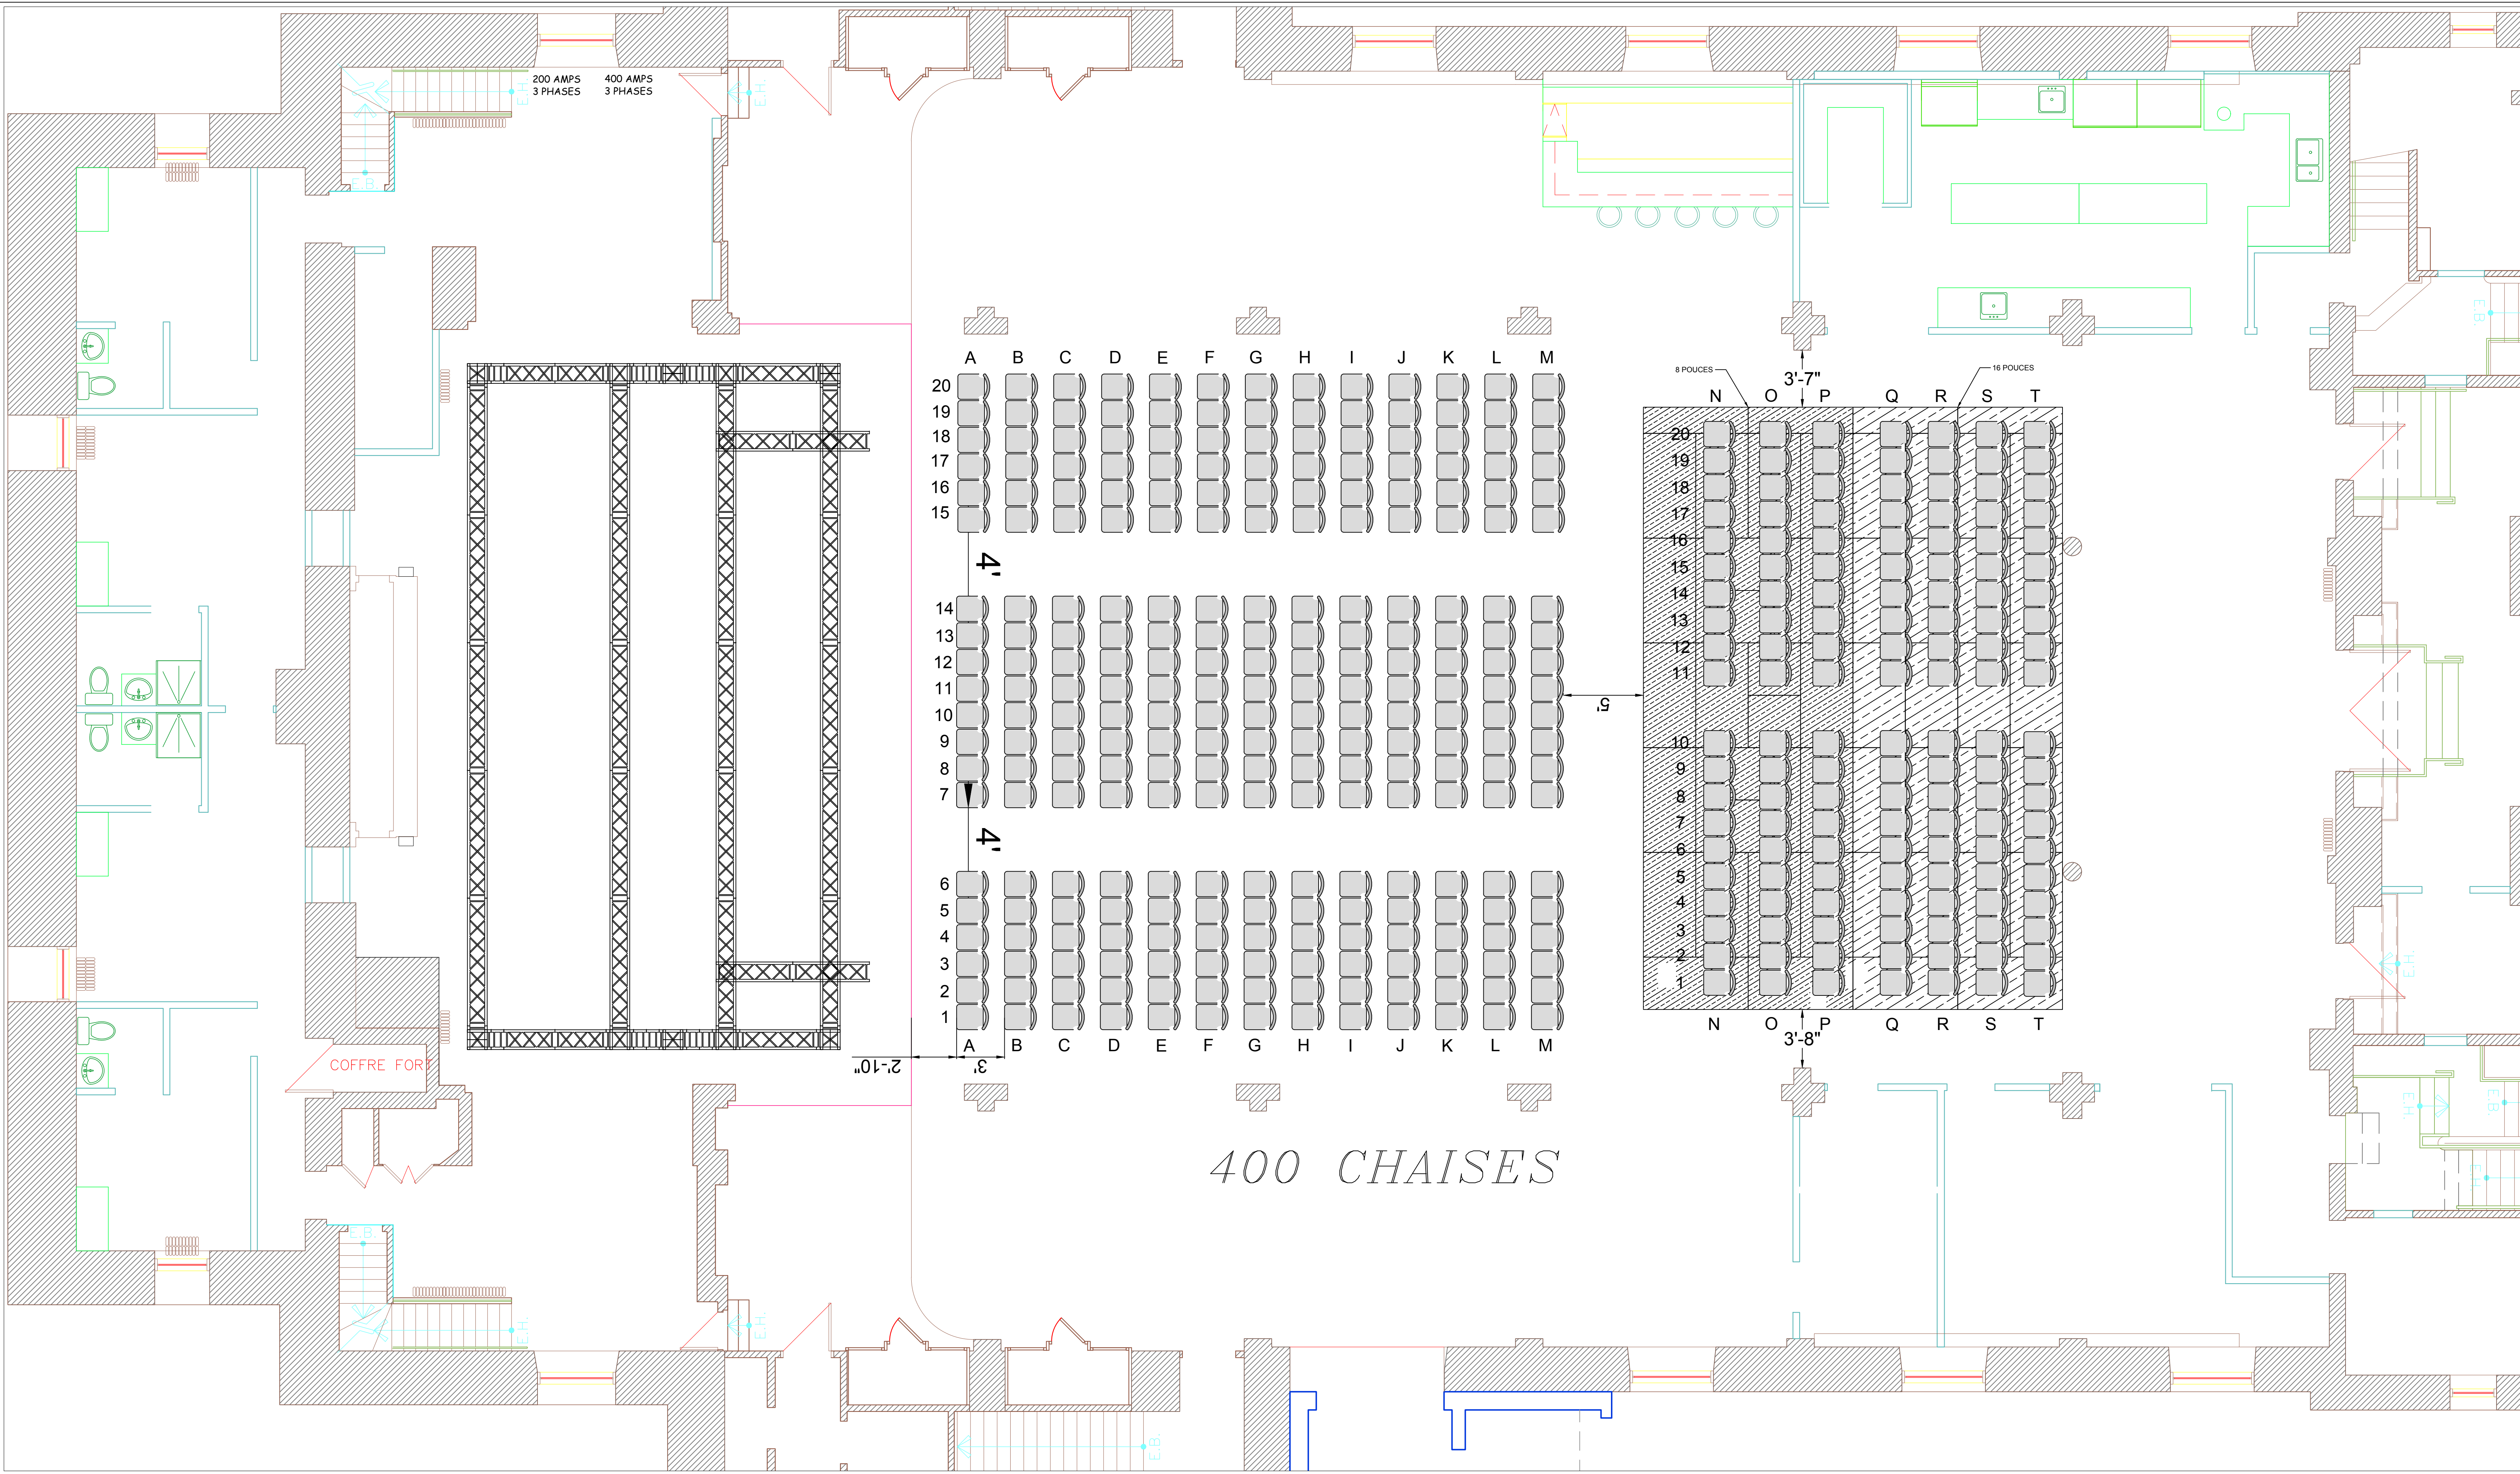 200 AMPS 400 AMPS
3 PHASES 3 PHASES
E.H.
E.H.
E.B.
E.B.
A B C D E F G H I J K L M
20
19
18
17
16
15
4'
14
13
12
11
10
9
8
7
4'
6
5
4
3
2
1
A B C D E F G H I J K L M
2'-10"
3'
5'
8 POUCES
16 POUCES
3'-7"
N O P Q R S T
20
19
18
17
16
15
14
13
12
11
10
9
8
7
6
5
4
3
2
1
N O P Q R S T
3'-8"
COFFRE FORT
400 CHAISES
E.H.
E.H.
E.B.
E.H.
E.B.
E.H.
E.H.
E.B.